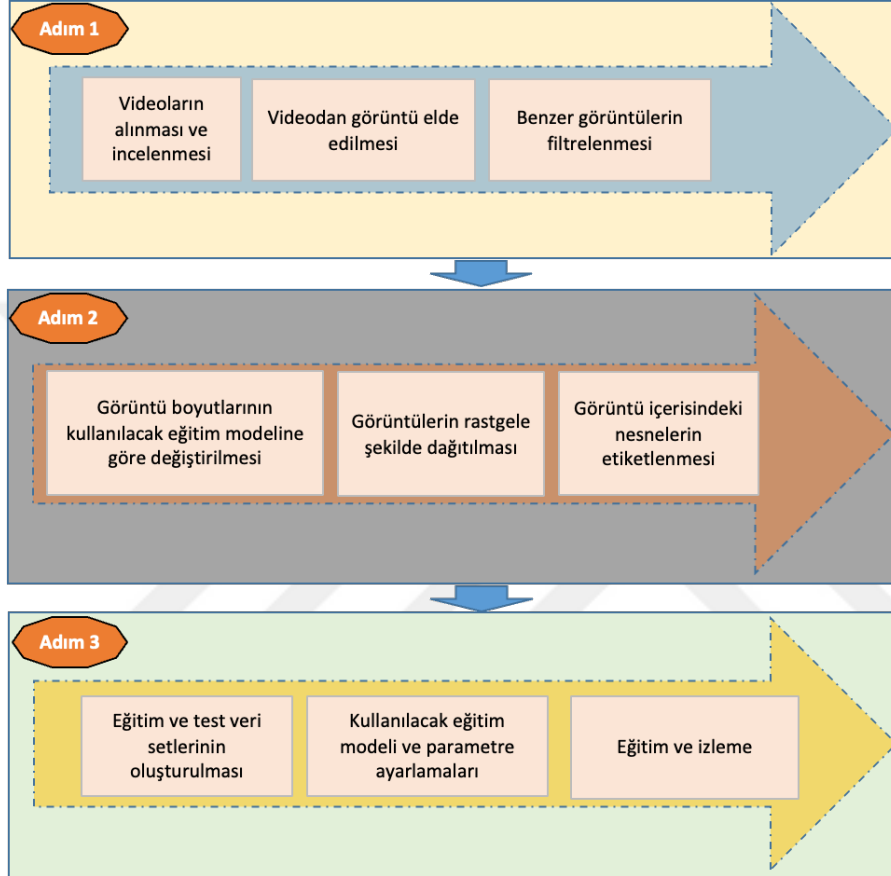 Adım 1
Videoların
alınması ve
incelenmesi
Videodan görüntü elde
edilmesi
Benzer görüntülerin
filtrelenmesi
Adım 2
Görüntü boyutlarının
kullanılacak eğitim modeline
göre değiştirilmesi
Görüntülerin rastgele
şekilde dağıtılması
Görüntü içerisindeki
nesnelerin
etiketlenmesi
Adım 3
Eğitim ve test veri
setlerinin
oluşturulması
Kullanılacak eğitim
modeli ve parametre
ayarlamaları
Eğitim ve izleme